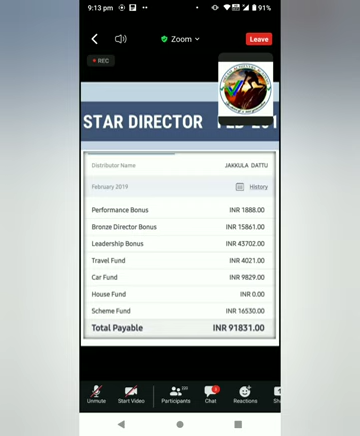 9:13 pm
91%
Zoom
Leave
REC
STAR DIRECTOR
Distributor Name JAKKULA DATTU
February 2019 History
Performance Bonus INR 1888.00
Bronze Director Bonus INR 15861.00
Leadership Bonus INR 43702.00
Travel Fund INR 4021.00
Car Fund INR 9829.00
House Fund INR 0.00
Scheme Fund INR 16530.00
Total Payable INR 91831.00
Unmute Start Video Participants Chat Reactions